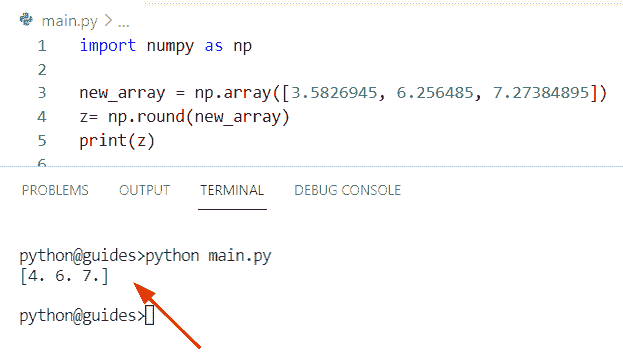 main.py > ...
1 import numpy as np
2
3 new_array = np.array([3.5826945, 6.256485, 7.27384895])
4 z= np.round(new_array)
5 print(z)
6
PROBLEMS OUTPUT TERMINAL DEBUG CONSOLE
python@guides>python main.py
[4. 6. 7.]
python@guides>